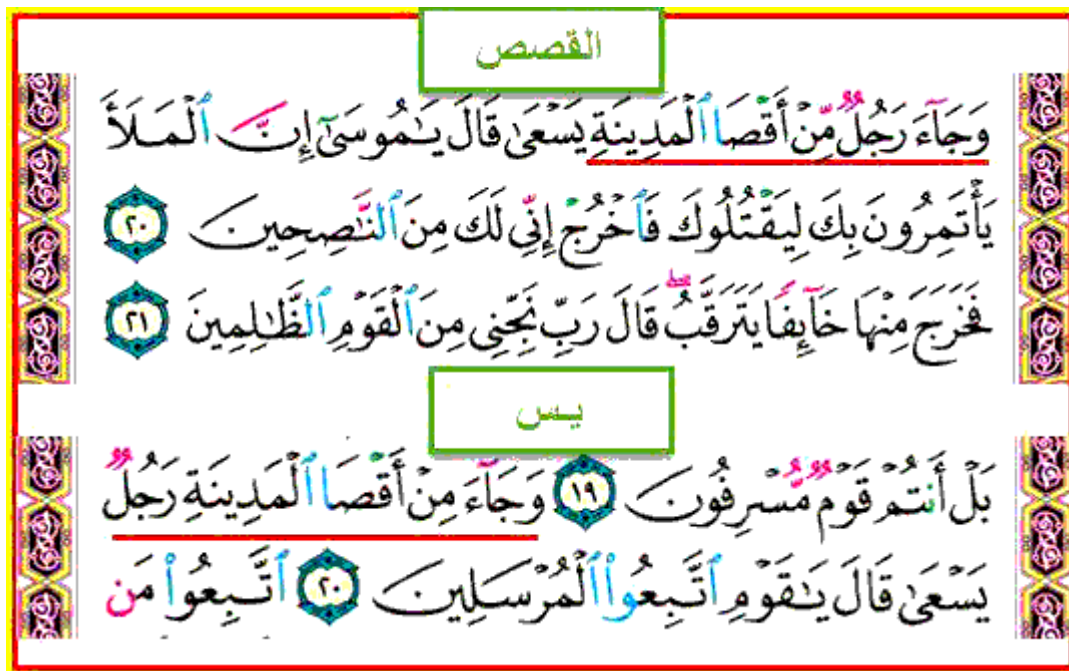 القصص
وَجَآءَ رَجُلٌ مِّنْ أَقْصَا ٱلْمَدِينَةِ يَسْعَىٰ قَالَ يَـٰمُوسَىٰٓ إِنَّ ٱلْمَلَأَ
يَأْتَمِرُونَ بِكَ لِيَقْتُلُوكَ فَٱخْرُجْ إِنِّى لَكَ مِنَ ٱلنَّـٰصِحِينَ ٢٠
فَخَرَجَ مِنْهَا خَآئِفًا يَتَرَقَّبُ ۖ قَالَ رَبِّ نَجِّنِى مِنَ ٱلْقَوْمِ ٱلظَّـٰلِمِينَ ٢١
يس
بَلْ أَنتُمْ قَوْمٌ مُّسْرِفُونَ ١٩ وَجَآءَ مِنْ أَقْصَا ٱلْمَدِينَةِ رَجُلٌ
يَسْعَىٰ قَالَ يَـٰقَوْمِ ٱتَّبِعُوا۟ ٱلْمُرْسَلِينَ ٢٠ ٱتَّبِعُوا۟ مَن